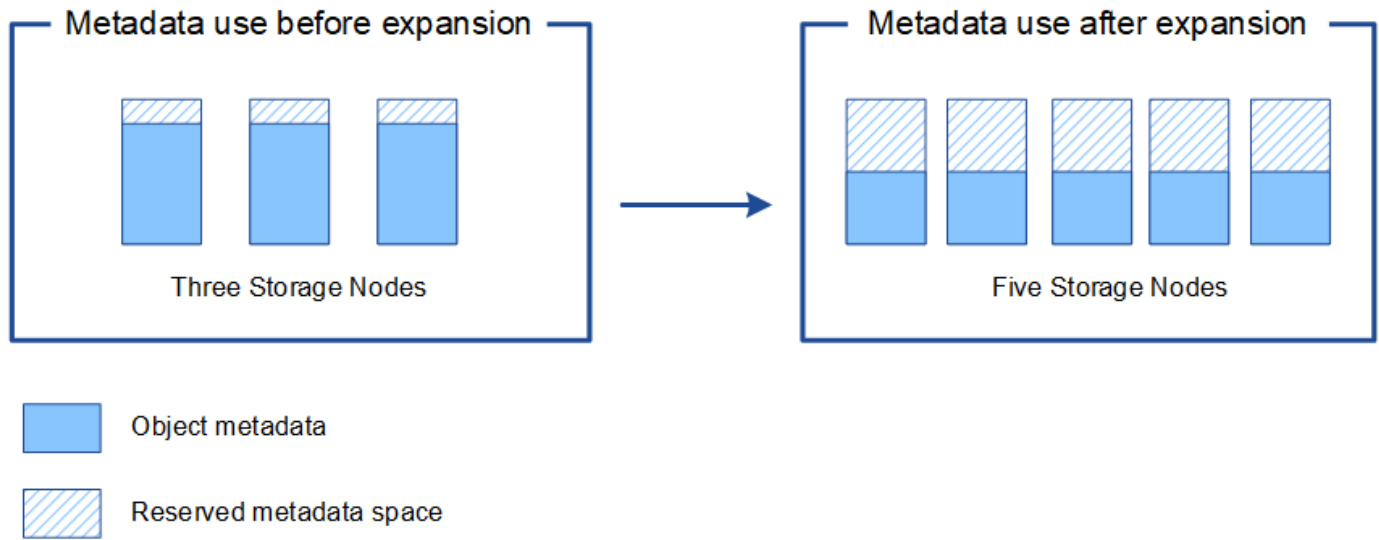 Metadata use before expansion
Metadata use after expansion
Three Storage Nodes
Five Storage Nodes
Object metadata
Reserved metadata space